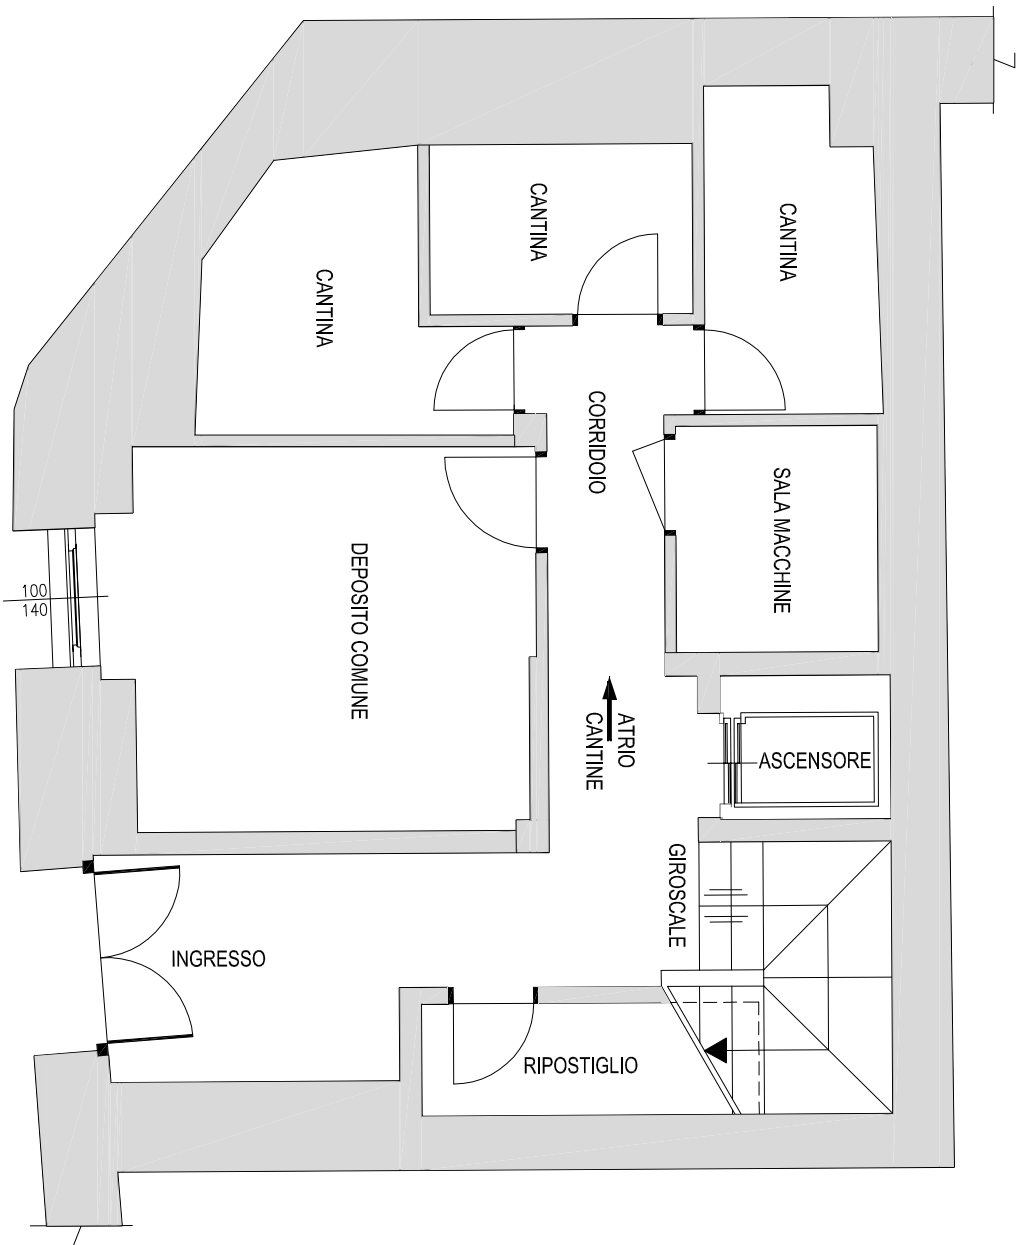 CANTINA
CANTINA
CANTINA
CORRIDOIO
SALA MACCHINE
DEPOSITO COMUNE
100
140
ATRIO
CANTINE
ASCENSORE
GIROSCALE
INGRESSO
RIPOSTIGLIO